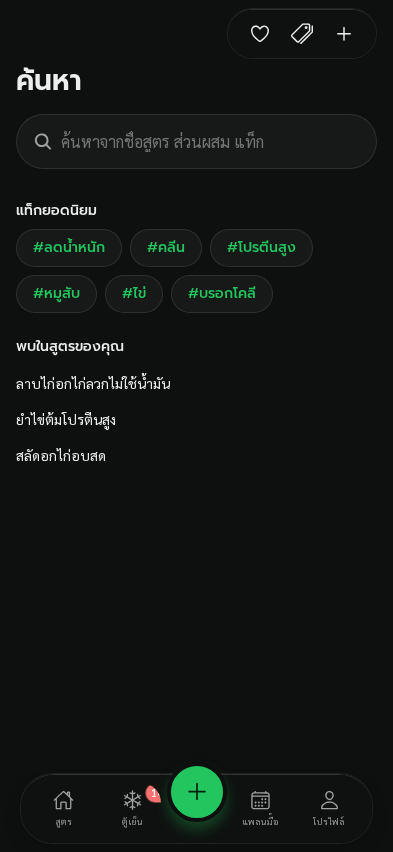 ค้นหา
ค้นหาจากชื่อสูตร ส่วนผสม แท็ก
แท็กยอดนิยม
#ลดน้ำหนัก #คลีน #โปรตีนสูง
#หมูสับ #ไข่ #บรอกโคลี
พบในสูตรของคุณ
ลาบไก่อกไก่ลวกไม่ใช้น้ำมัน
ยำไข่ต้มโปรตีนสูง
สลัดอกไก่อบสด
สูตร ตู้เย็น แพลนมื้อ โปรไฟล์